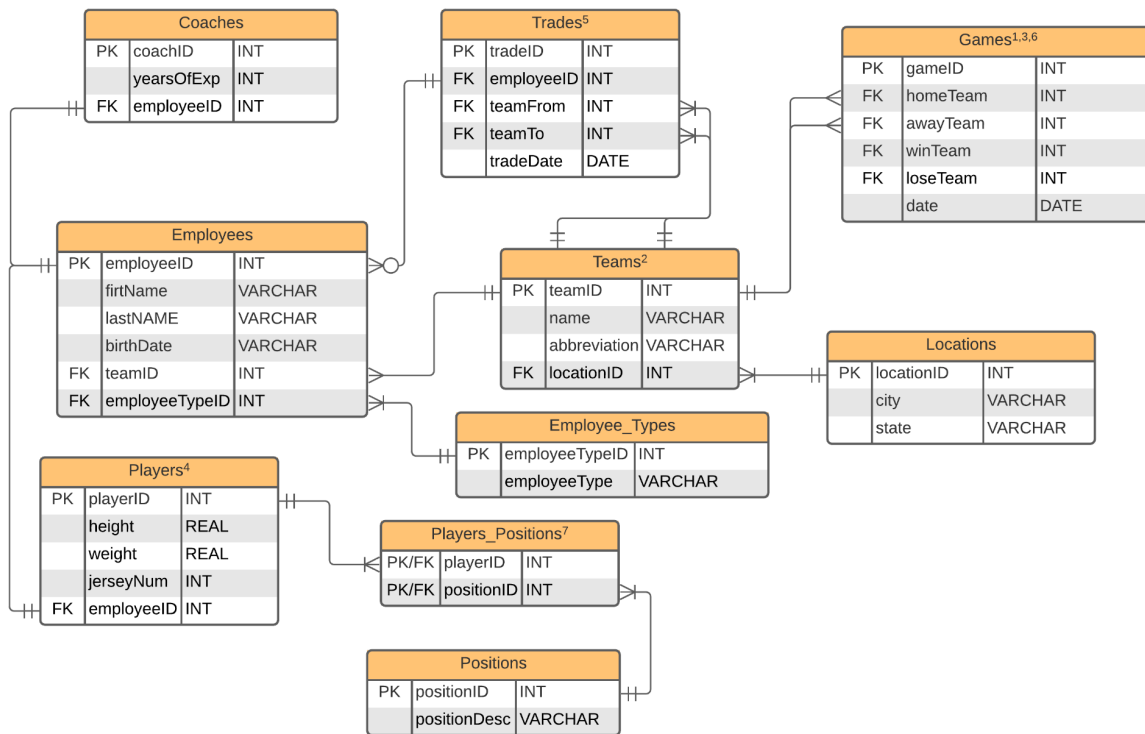 Coaches
PK coachID INT
yearsOfExp INT
FK employeeID INT
Trades5
PK tradeID INT
FK employeeID INT
FK teamFrom INT
FK teamTo INT
tradeDate DATE
Games1,3,6
PK gameID INT
FK homeTeam INT
FK awayTeam INT
FK winTeam INT
FK loseTeam INT
date DATE
Employees
PK employeeID INT
firtName VARCHAR
lastNAME VARCHAR
birthDate VARCHAR
FK teamID INT
FK employeeTypeID INT
Teams2
PK teamID INT
name VARCHAR
abbreviation VARCHAR
FK locationID INT
Locations
PK locationID INT
city VARCHAR
state VARCHAR
Employee_Types
PK employeeTypeID INT
employeeType VARCHAR
Players4
PK playerID INT
height REAL
weight REAL
jerseyNum INT
FK employeeID INT
Players_Positions7
PK/FK playerID INT
PK/FK positionID INT
Positions
PK positionID INT
positionDesc VARCHAR